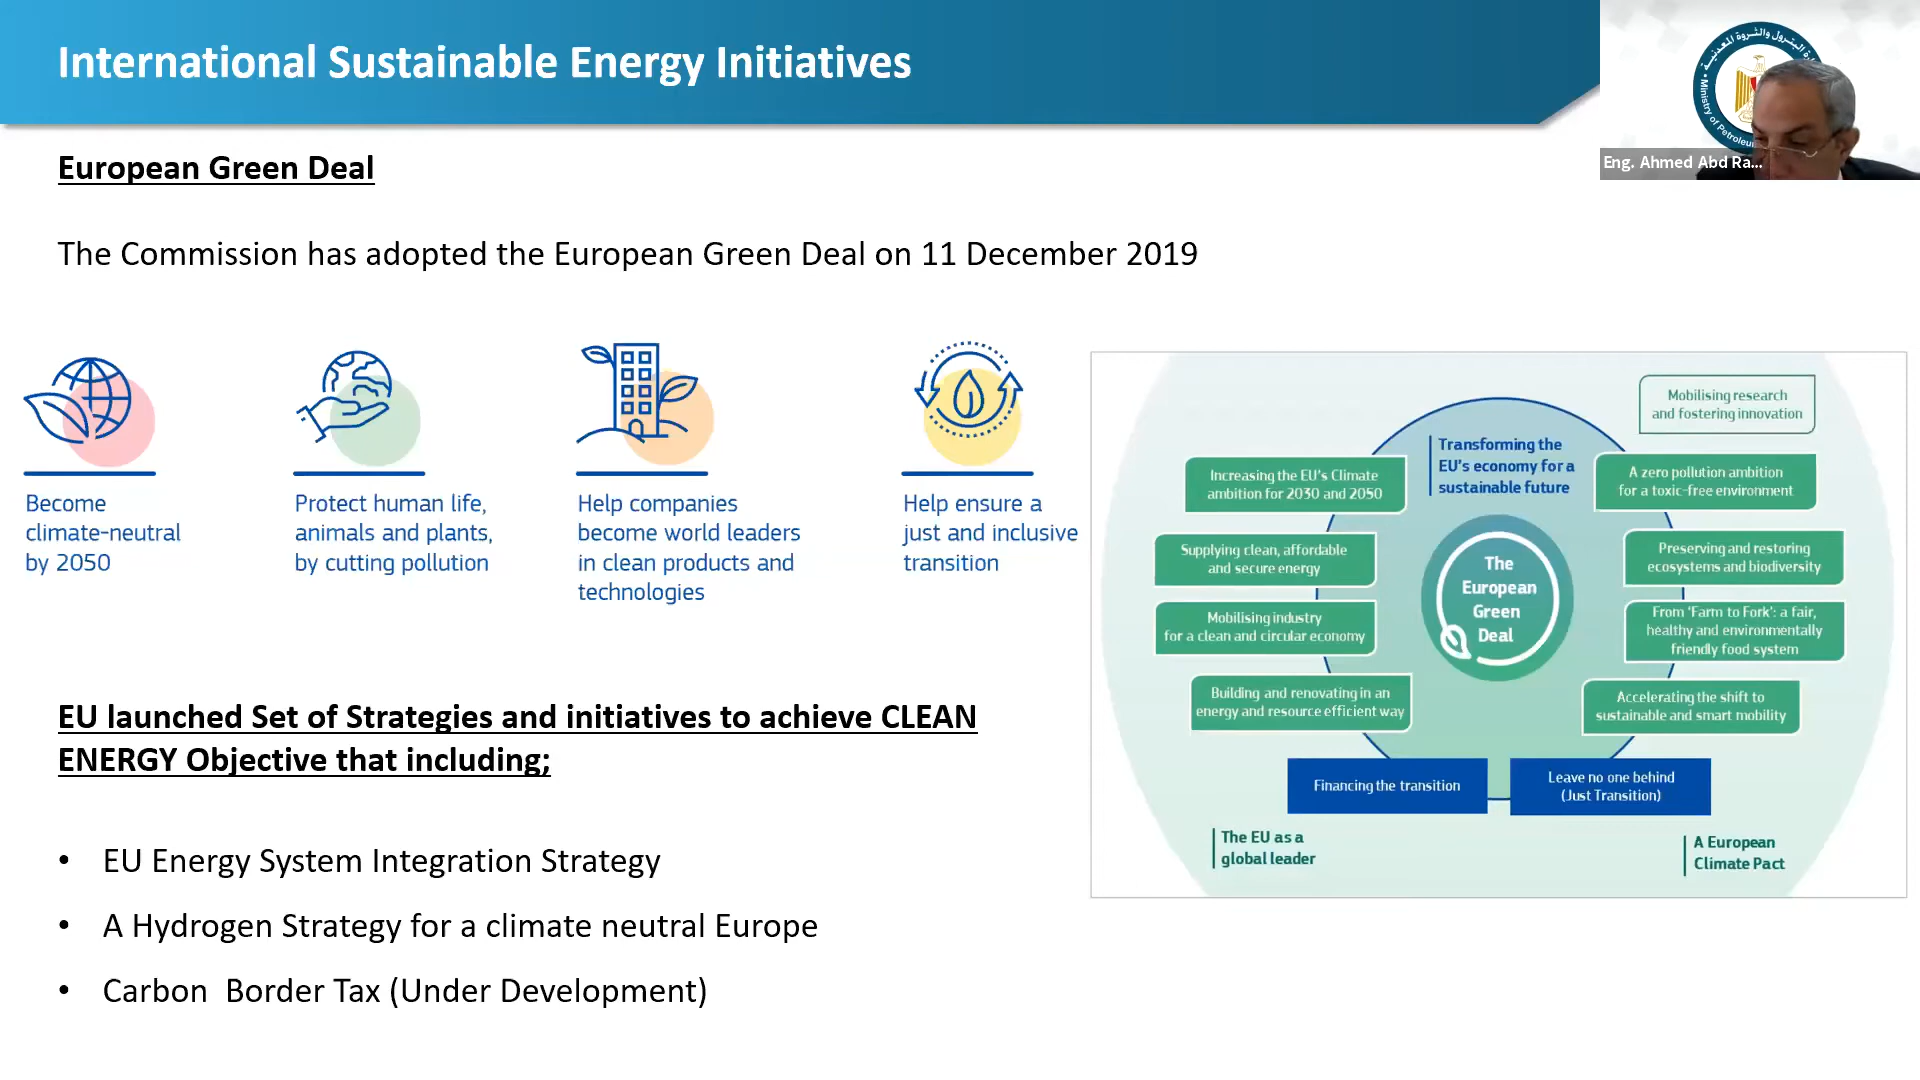 International Sustainable Energy Initiatives
وزارة البترول والثروة المعدنية
Ministry of Petroleu
Eng. Ahmed Abd Ra...
European Green Deal
The Commission has adopted the European Green Deal on 11 December 2019
Become
climate-neutral
by 2050
Protect human life,
animals and plants,
by cutting pollution
Help companies
become world leaders
in clean products and
technologies
Help ensure a
just and inclusive
transition
Mobilising research
and fostering innovation
Transforming the
EU's economy for a
sustainable future
Increasing the EU's Climate
ambition for 2030 and 2050
A zero pollution ambition
for a toxic-free environment
Supplying clean, affordable
and secure energy
Preserving and restoring
ecosystems and biodiversity
The
European
Green
Deal
Mobilising industry
for a clean and circular economy
From 'Farm to Fork': a fair,
healthy and environmentally
friendly food system
Building and renovating in an
energy and resource efficient way
Accelerating the shift to
sustainable and smart mobility
Financing the transition
Leave no one behind
(Just Transition)
The EU as a
global leader
A European
Climate Pact
EU launched Set of Strategies and initiatives to achieve CLEAN
ENERGY Objective that including;
• EU Energy System Integration Strategy
• A Hydrogen Strategy for a climate neutral Europe
• Carbon  Border Tax (Under Development)